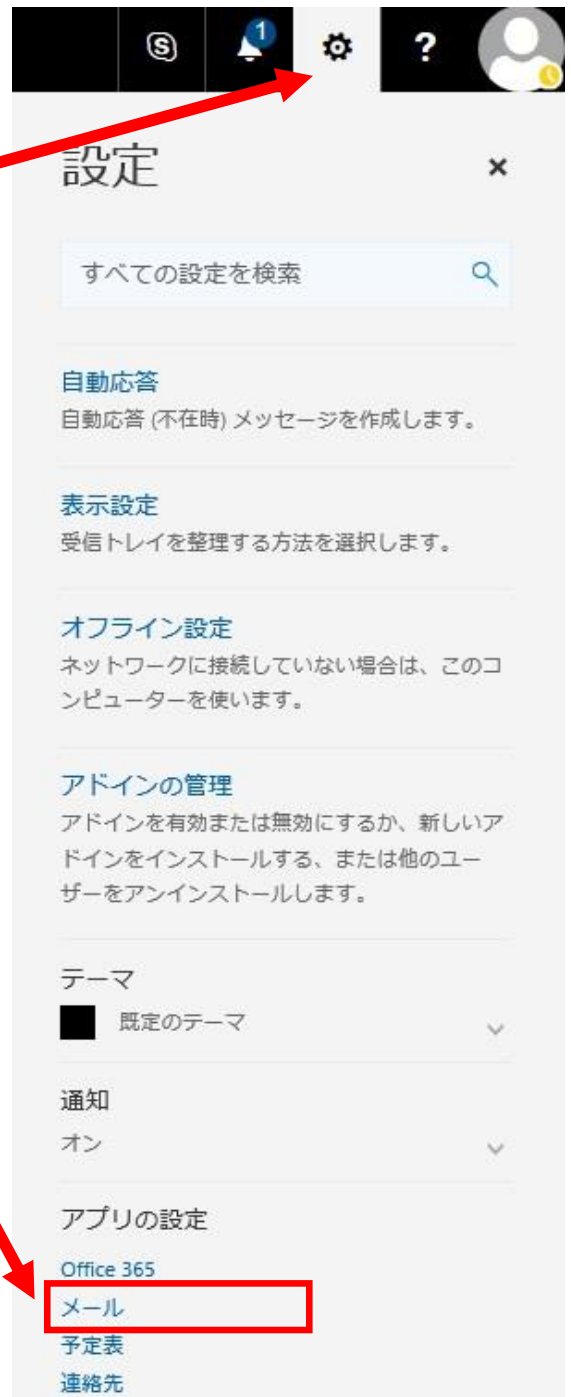 S
1
?
設定
×
すべての設定を検索
自動応答
自動応答 (不在時) メッセージを作成します。
表示設定
受信トレイを整理する方法を選択します。
オフライン設定
ネットワークに接続していない場合は、このコ
ンピューターを使います。
アドインの管理
アドインを有効または無効にするか、新しいア
ドインをインストールする、または他のユー
ザーをアンインストールします。
テーマ
既定のテーマ
通知
オン
アプリの設定
Office 365
メール
予定表
連絡先